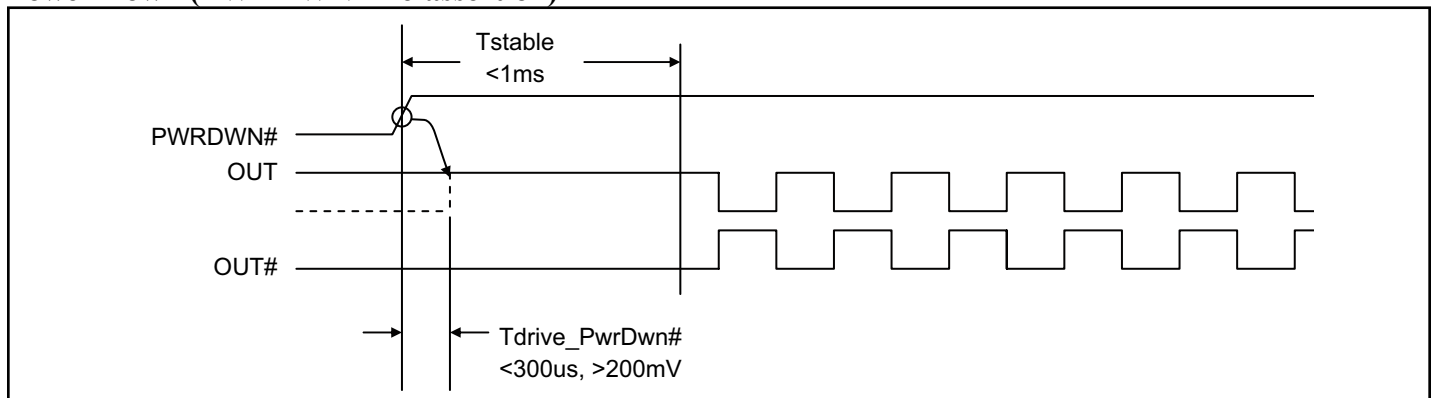 Tstable
<1ms
PWRDWN#
OUT
OUT#
Tdrive_PwrDwn#
<300us, >200mV